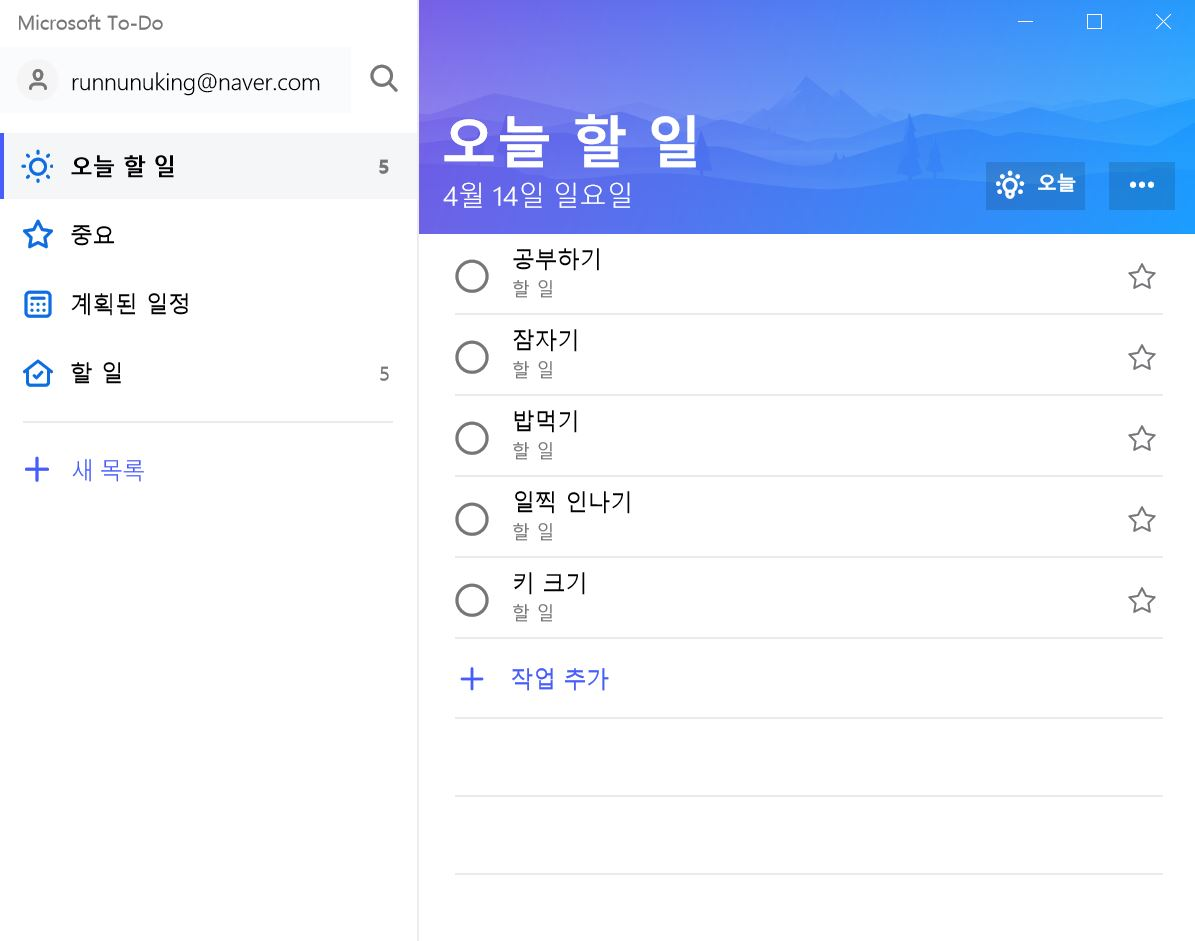 Microsoft To-Do
runnunuking@naver.com
오늘 할 일 5
중요
계획된 일정
할 일 5
새 목록
오늘 할 일
4월 14일 일요일
오늘
공부하기
할 일
잠자기
할 일
밥먹기
할 일
일찍 인나기
할 일
키 크기
할 일
작업 추가